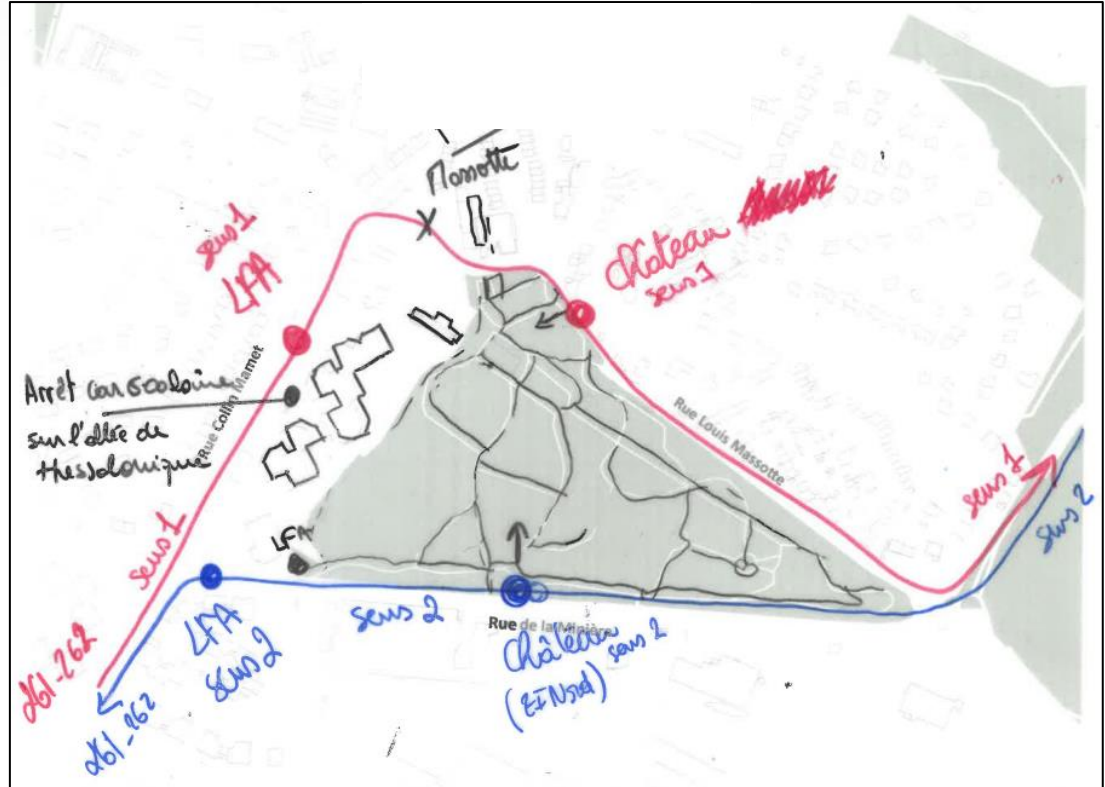 Massotte
sens 1
LFA
Château
sens 1
Arrêt car scolaire
sur l'allée de
thessalonique
Rue Collin Mamet
Rue Louis Massotte
sens 1
sens 1
sens 2
LFA
sens 2
Rue de la Minière
LFA
sens 2
Château sens 2
(ZI Nord)
261-262
261-262